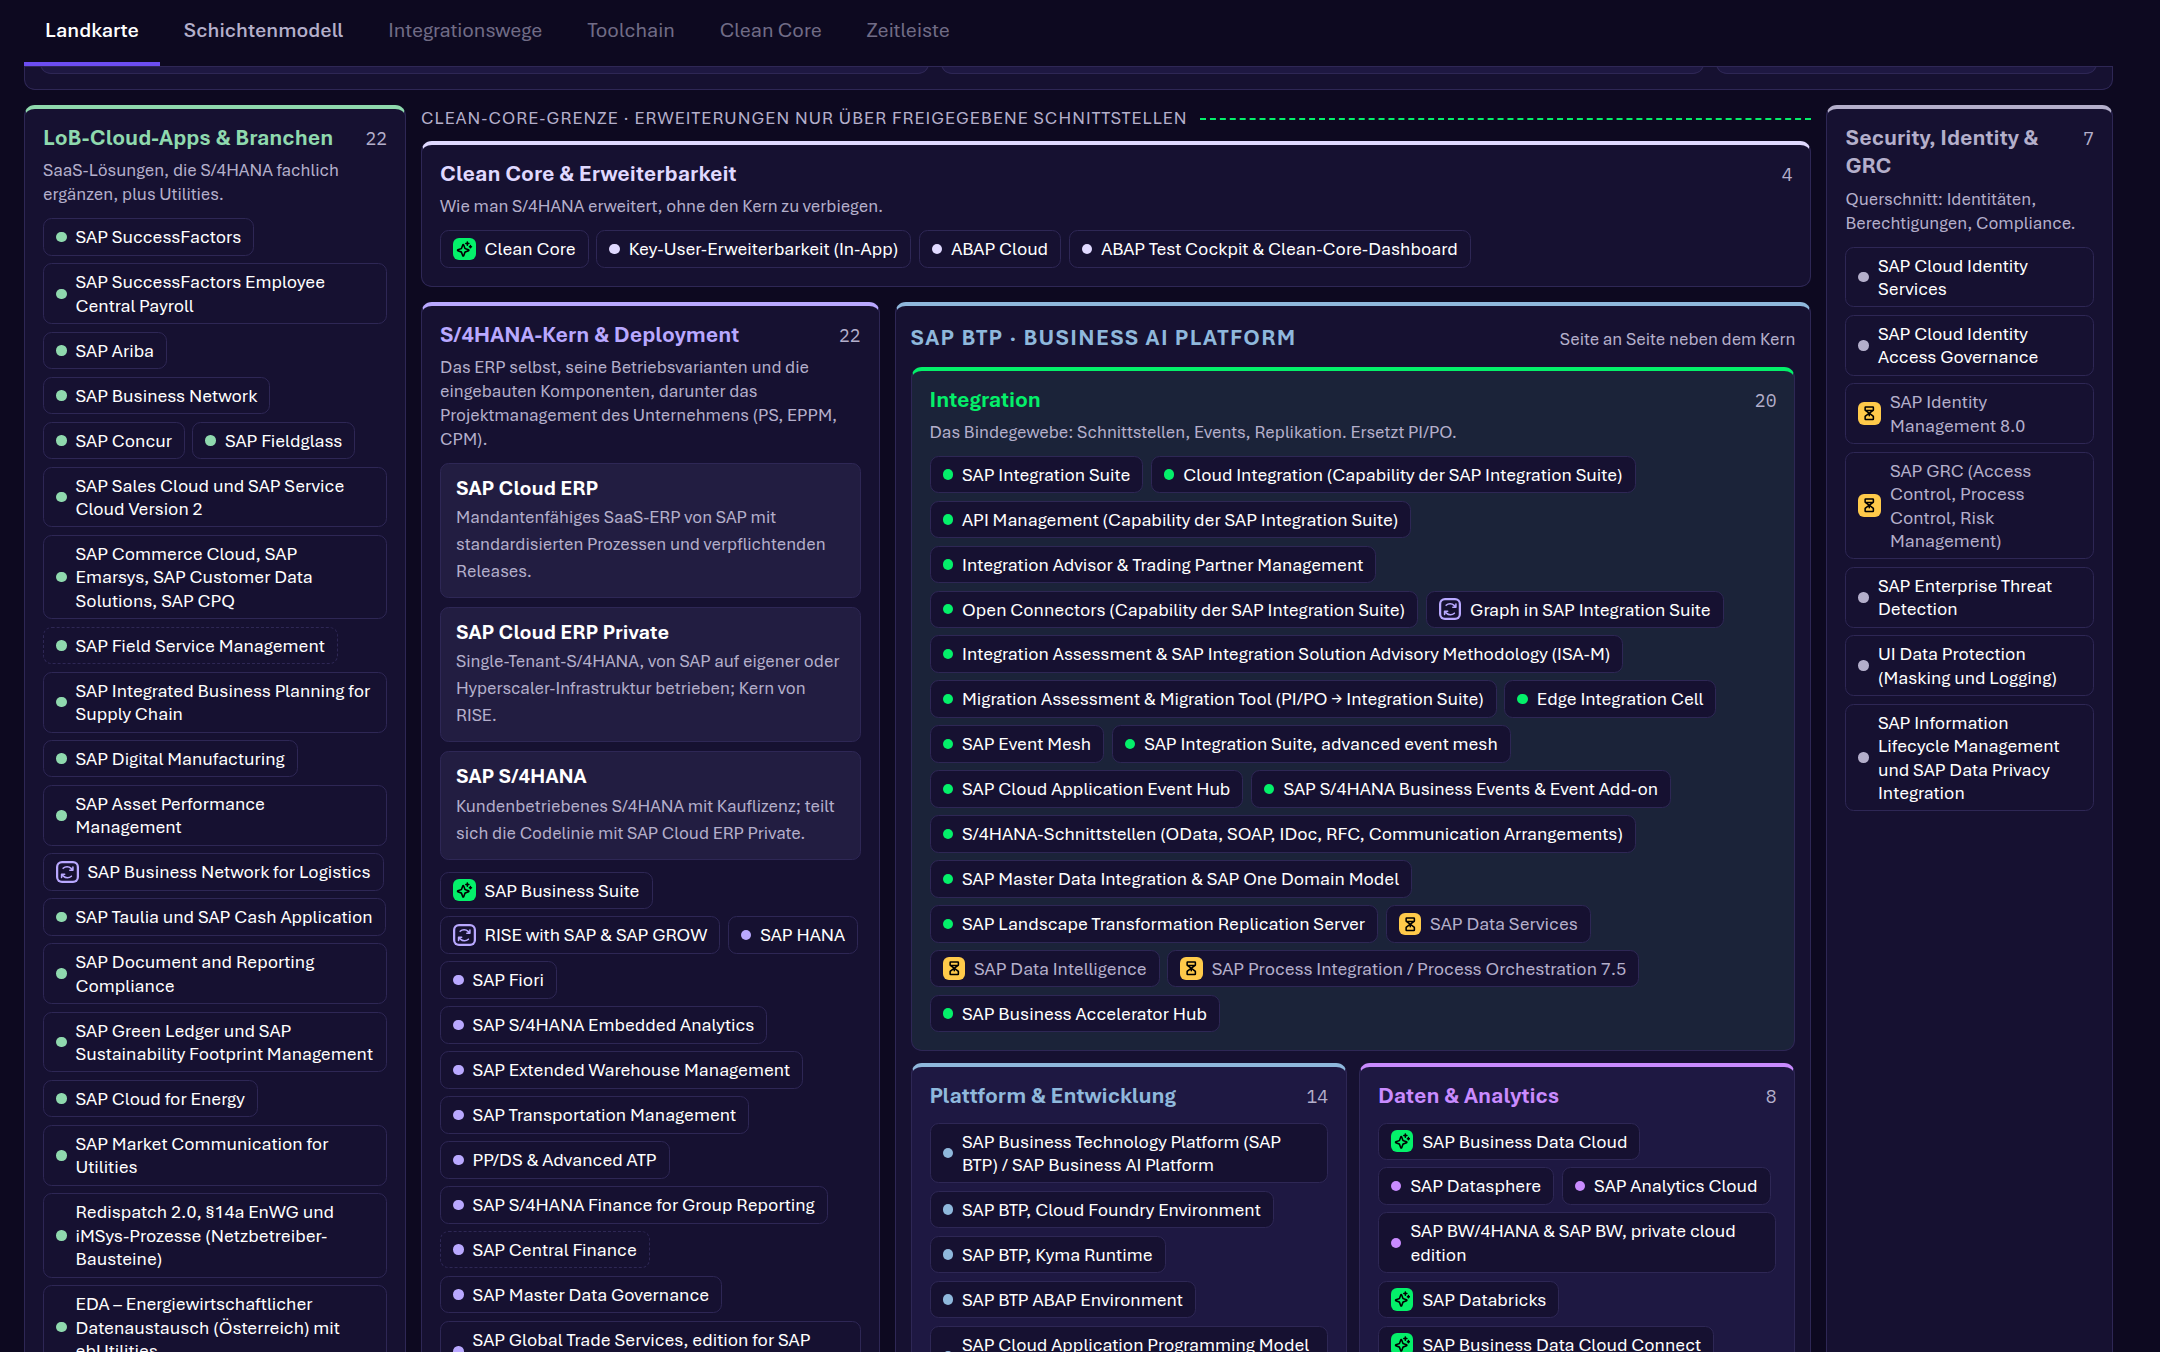 Landkarte
Schichtenmodell
Integrationswege
Toolchain
Clean Core
Zeitleiste
LoB-Cloud-Apps & Branchen 22
SaaS-Lösungen, die S/4HANA fachlich
ergänzen, plus Utilities.
SAP SuccessFactors
SAP SuccessFactors Employee
Central Payroll
SAP Ariba
SAP Business Network
SAP Concur
SAP Fieldglass
SAP Sales Cloud und SAP Service
Cloud Version 2
SAP Commerce Cloud, SAP
Emarsys, SAP Customer Data
Solutions, SAP CPQ
SAP Field Service Management
SAP Integrated Business Planning for
Supply Chain
SAP Digital Manufacturing
SAP Asset Performance
Management
SAP Business Network for Logistics
SAP Taulia und SAP Cash Application
SAP Document and Reporting
Compliance
SAP Green Ledger und SAP
Sustainability Footprint Management
SAP Cloud for Energy
SAP Market Communication for
Utilities
Redispatch 2.0, §14a EnWG und
iMSys-Prozesse (Netzbetreiber-
Bausteine)
EDA – Energiewirtschaftlicher
Datenaustausch (Österreich) mit
ebUtilities
CLEAN-CORE-GRENZE · ERWEITERUNGEN NUR ÜBER FREIGEGEBENE SCHNITTSTELLEN
Clean Core & Erweiterbarkeit 4
Wie man S/4HANA erweitert, ohne den Kern zu verbiegen.
Clean Core
Key-User-Erweiterbarkeit (In-App)
ABAP Cloud
ABAP Test Cockpit & Clean-Core-Dashboard
S/4HANA-Kern & Deployment 22
Das ERP selbst, seine Betriebsvarianten und die
eingebauten Komponenten, darunter das
Projektmanagement des Unternehmens (PS, EPPM,
CPM).
SAP Cloud ERP
Mandantenfähiges SaaS-ERP von SAP mit
standardisierten Prozessen und verpflichtenden
Releases.
SAP Cloud ERP Private
Single-Tenant-S/4HANA, von SAP auf eigener oder
Hyperscaler-Infrastruktur betrieben; Kern von
RISE.
SAP S/4HANA
Kundenbetriebenes S/4HANA mit Kauflizenz; teilt
sich die Codelinie mit SAP Cloud ERP Private.
SAP Business Suite
RISE with SAP & SAP GROW
SAP HANA
SAP Fiori
SAP S/4HANA Embedded Analytics
SAP Extended Warehouse Management
SAP Transportation Management
PP/DS & Advanced ATP
SAP S/4HANA Finance for Group Reporting
SAP Central Finance
SAP Master Data Governance
SAP Global Trade Services, edition for SAP
SAP BTP · BUSINESS AI PLATFORM
Seite an Seite neben dem Kern
Integration 20
Das Bindegewebe: Schnittstellen, Events, Replikation. Ersetzt PI/PO.
SAP Integration Suite
Cloud Integration (Capability der SAP Integration Suite)
API Management (Capability der SAP Integration Suite)
Integration Advisor & Trading Partner Management
Open Connectors (Capability der SAP Integration Suite)
Graph in SAP Integration Suite
Integration Assessment & SAP Integration Solution Advisory Methodology (ISA-M)
Migration Assessment & Migration Tool (PI/PO → Integration Suite)
Edge Integration Cell
SAP Event Mesh
SAP Integration Suite, advanced event mesh
SAP Cloud Application Event Hub
SAP S/4HANA Business Events & Event Add-on
S/4HANA-Schnittstellen (OData, SOAP, IDoc, RFC, Communication Arrangements)
SAP Master Data Integration & SAP One Domain Model
SAP Landscape Transformation Replication Server
SAP Data Services
SAP Data Intelligence
SAP Process Integration / Process Orchestration 7.5
SAP Business Accelerator Hub
Plattform & Entwicklung 14
SAP Business Technology Platform (SAP
BTP) / SAP Business AI Platform
SAP BTP, Cloud Foundry Environment
SAP BTP, Kyma Runtime
SAP BTP ABAP Environment
SAP Cloud Application Programming Model
Daten & Analytics 8
SAP Business Data Cloud
SAP Datasphere
SAP Analytics Cloud
SAP BW/4HANA & SAP BW, private cloud
edition
SAP Databricks
SAP Business Data Cloud Connect
Security, Identity & 7
GRC
Querschnitt: Identitäten,
Berechtigungen, Compliance.
SAP Cloud Identity
Services
SAP Cloud Identity
Access Governance
SAP Identity
Management 8.0
SAP GRC (Access
Control, Process
Control, Risk
Management)
SAP Enterprise Threat
Detection
UI Data Protection
(Masking und Logging)
SAP Information
Lifecycle Management
und SAP Data Privacy
Integration